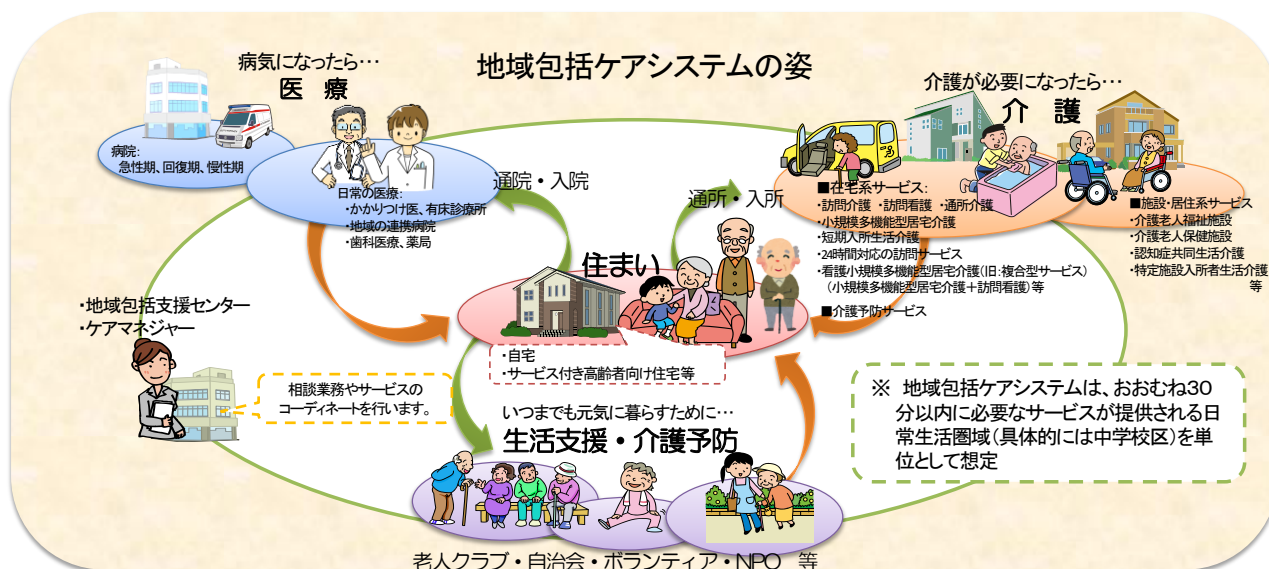 地域包括ケアシステムの姿
病気になったら…
医 療
病院:
急性期、回復期、慢性期
日常の医療:
・かかりつけ医、有床診療所
・地域の連携病院
・歯科医療、薬局
通院・入院
通所・入所
介護が必要になったら…
介 護
■在宅系サービス:
・訪問介護 ・訪問看護 ・通所介護
・小規模多機能型居宅介護
・短期入所生活介護
・24時間対応の訪問サービス
・看護小規模多機能型居宅介護(旧:複合型サービス)
(小規模多機能型居宅介護+訪問看護)等
■介護予防サービス
■施設・居住系サービス
・介護老人福祉施設
・介護老人保健施設
・認知症共同生活介護
・特定施設入所者生活介護
等
住まい
・自宅
・サービス付き高齢者向け住宅等
・地域包括支援センター
・ケアマネジャー
相談業務やサービスの
コーディネートを行います。
いつまでも元気に暮らすために…
生活支援・介護予防
老人クラブ・自治会・ボランティア・NPO 等
※ 地域包括ケアシステムは、おおむね30
分以内に必要なサービスが提供される日
常生活圏域(具体的には中学校区)を単
位として想定